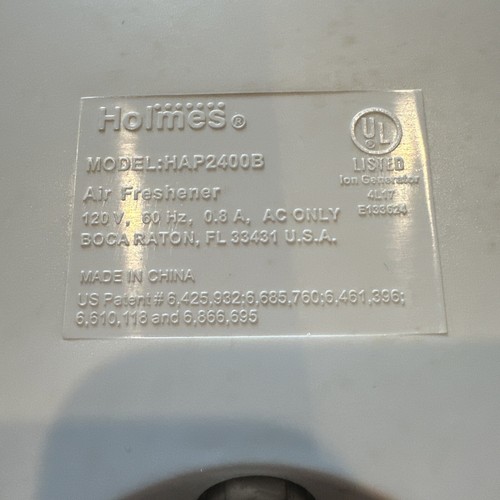 Holmes®
MODEL:HAP2400B
Air Freshener
120 V, 60 Hz, 0.8 A, AC ONLY
BOCA RATON, FL 33431 U.S.A.
MADE IN CHINA
US Patent # 6,425,932;6,685,760;6,461,396;
6,610,118 and 6,866,695
UL
LISTED
Ion Generator
4L17
E133624